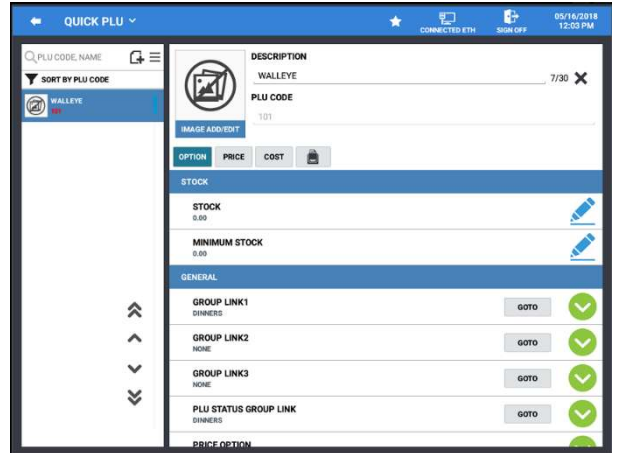 QUICK PLU
CONNECTED ETH
SIGN OFF
05/16/2018
12:03 PM
PLU CODE, NAME
SORT BY PLU CODE
WALLEYE
101
IMAGE ADD/EDIT
DESCRIPTION
WALLEYE
7/30
PLU CODE
101
OPTION PRICE COST
STOCK
STOCK
0.00
MINIMUM STOCK
0.00
GENERAL
GROUP LINK1
DINNERS
GOTO
GROUP LINK2
NONE
GOTO
GROUP LINK3
NONE
GOTO
PLU STATUS GROUP LINK
DINNERS
GOTO
PRICE OPTION